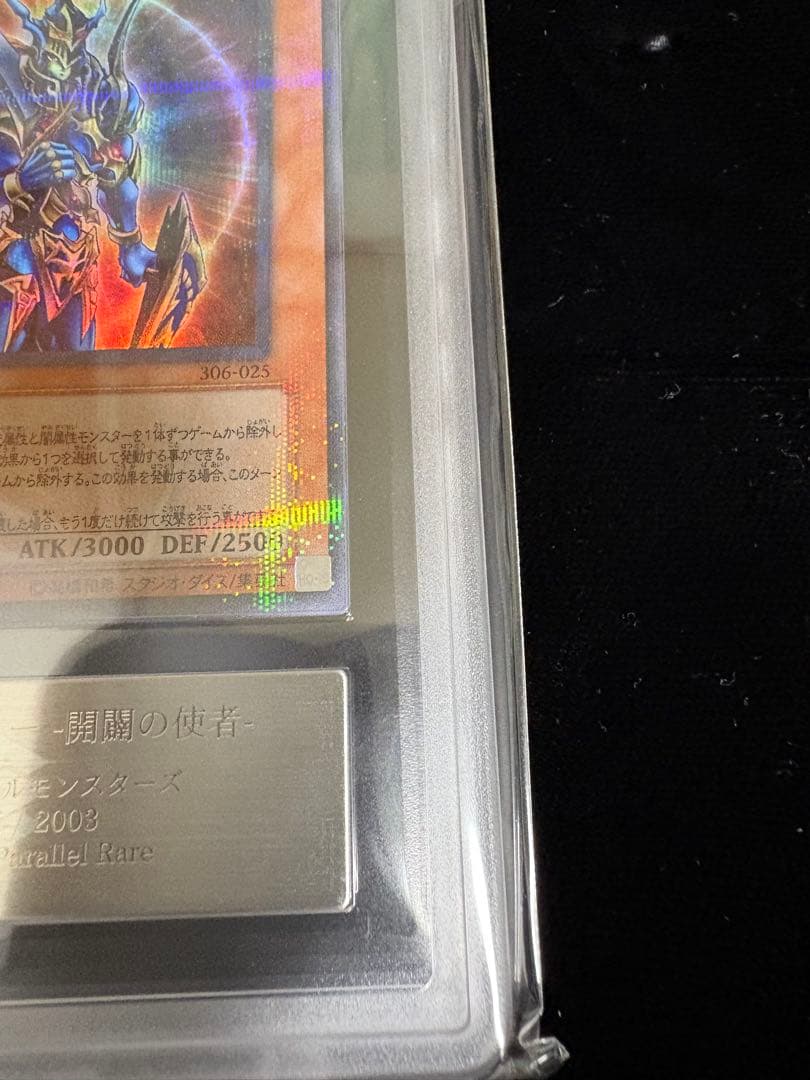 306-025
属性と闇属性モンスターを1体ずつゲームから除外し
効果から1つを選択して発動する事ができる。
ムから除外する。この効果を発動する場合、このターン
した場合、もう1度だけ続けて攻撃を行う事ができ
ATK/3000 DEF/2500
高橋和希 スタジオ・ダイス/集英社
ー -開闢の使者-
ルモンスターズ
2003
Parallel Rare